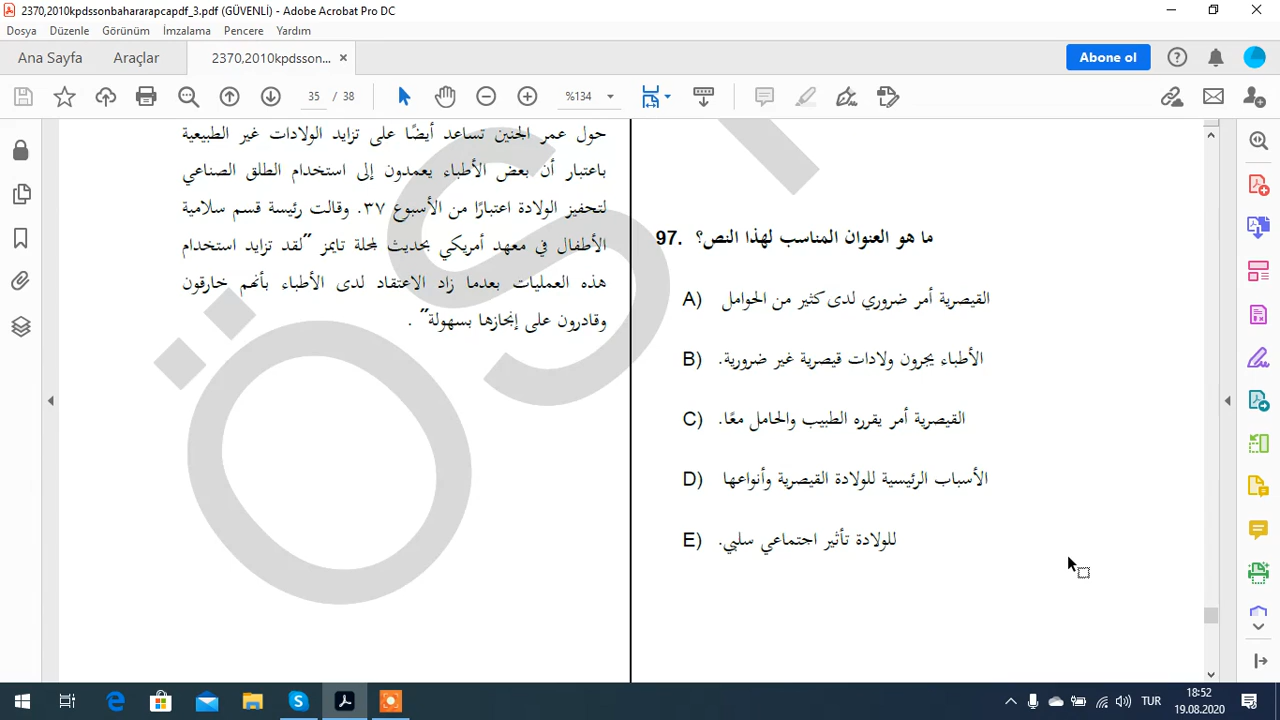 2370,2010kpdssonbahararapcapdf_3.pdf (GÜVENLİ) - Adobe Acrobat Pro DC
Dosya Düzenle Görünüm İmzalama Pencere Yardım
Ana Sayfa Araçlar 2370,2010kpdsson... × Abone ol
35 / 38 %134
حول عمر الجنين تساعد أيضًا على تزايد الولادات غير الطبيعية
باعتبار أن بعض الأطباء يعمدون إلى استخدام الطلق الصناعي
لتحفيز الولادة اعتبارًا من الأسبوع ٣٧. وقالت رئيسة قسم سلامية
الأطفال في معهد أمريكي بحديث لمجلة تايمز "لقد تزايد استخدام
هذه العمليات بعدما زاد الاعتقاد لدى الأطباء بأنهم خارقون
وقادرون على إنجازها بسهولة" .
97. ما هو العنوان المناسب لهذا النص؟
A) القيصرية أمر ضروري لدى كثير من الحوامل
B) الأطباء يجرون ولادات قيصرية غير ضرورية.
C) القيصرية أمر يقرره الطبيب والحامل معًا.
D) الأسباب الرئيسية للولادة القيصرية وأنواعها
E) للولادة تأثير اجتماعي سلبي.
ÖS
TUR
18:52
19.08.2020